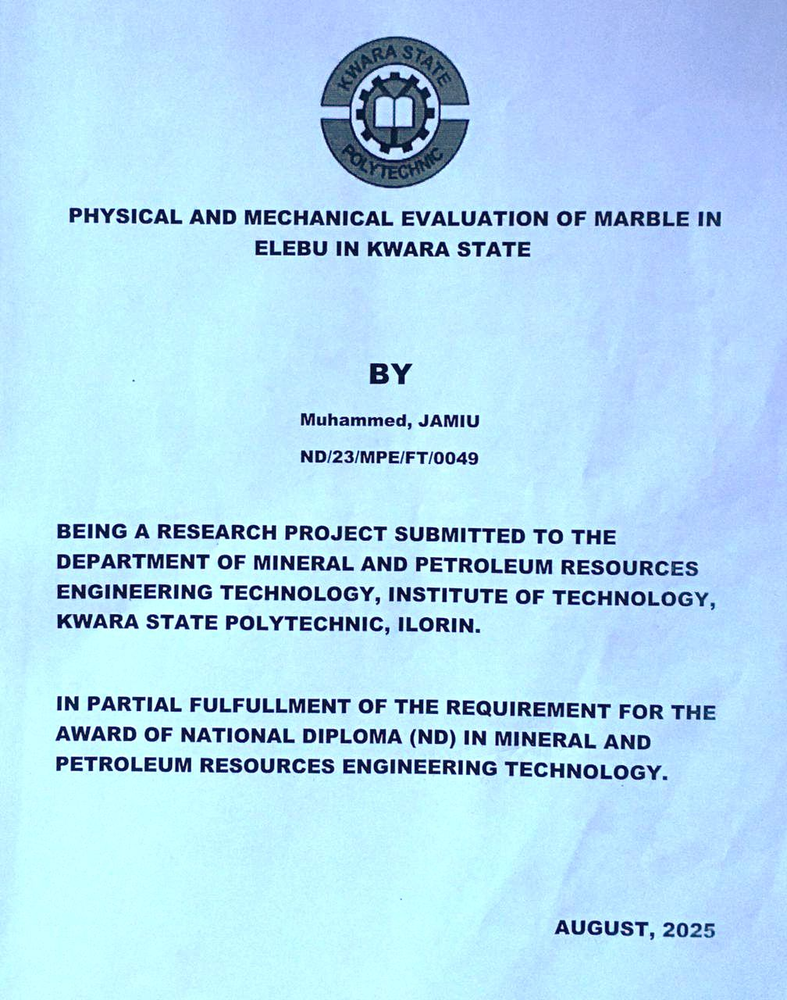 KWARA STATE
POLYTECHNIC
PHYSICAL AND MECHANICAL EVALUATION OF MARBLE IN
ELEBU IN KWARA STATE
BY
Muhammed, JAMIU
ND/23/MPE/FT/0049
BEING A RESEARCH PROJECT SUBMITTED TO THE
DEPARTMENT OF MINERAL AND PETROLEUM RESOURCES
ENGINEERING TECHNOLOGY, INSTITUTE OF TECHNOLOGY,
KWARA STATE POLYTECHNIC, ILORIN.
IN PARTIAL FULFULLMENT OF THE REQUIREMENT FOR THE
AWARD OF NATIONAL DIPLOMA (ND) IN MINERAL AND
PETROLEUM RESOURCES ENGINEERING TECHNOLOGY.
AUGUST, 2025